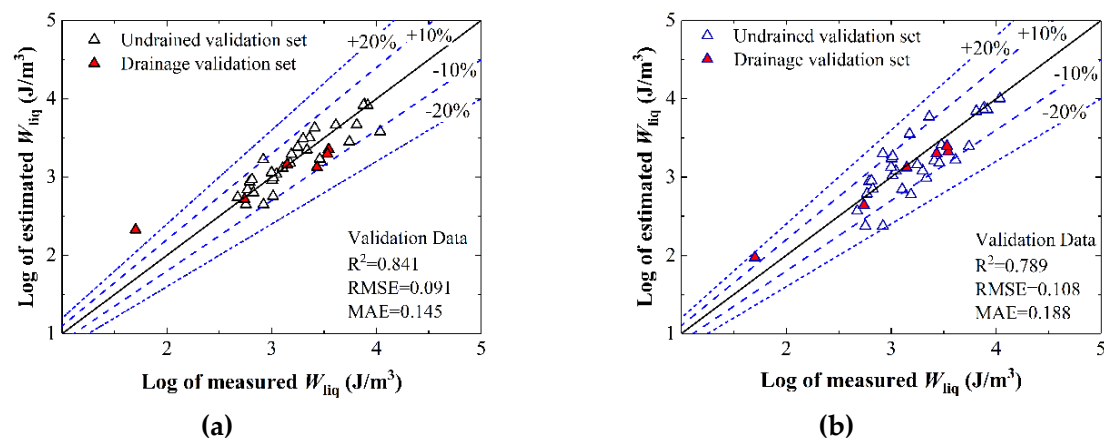 5
4
3
2
1
2
3
4
5
Log of estimated Wliq (J/m³)
Log of measured Wliq (J/m³)
Undrained validation set
Drainage validation set
+20%
+10%
-10%
-20%
Validation Data
R²=0.841
RMSE=0.091
MAE=0.145
(a)
5
4
3
2
1
2
3
4
5
Log of estimated Wliq (J/m³)
Log of measured Wliq (J/m³)
Undrained validation set
Drainage validation set
+20%
+10%
-10%
-20%
Validation Data
R²=0.789
RMSE=0.108
MAE=0.188
(b)